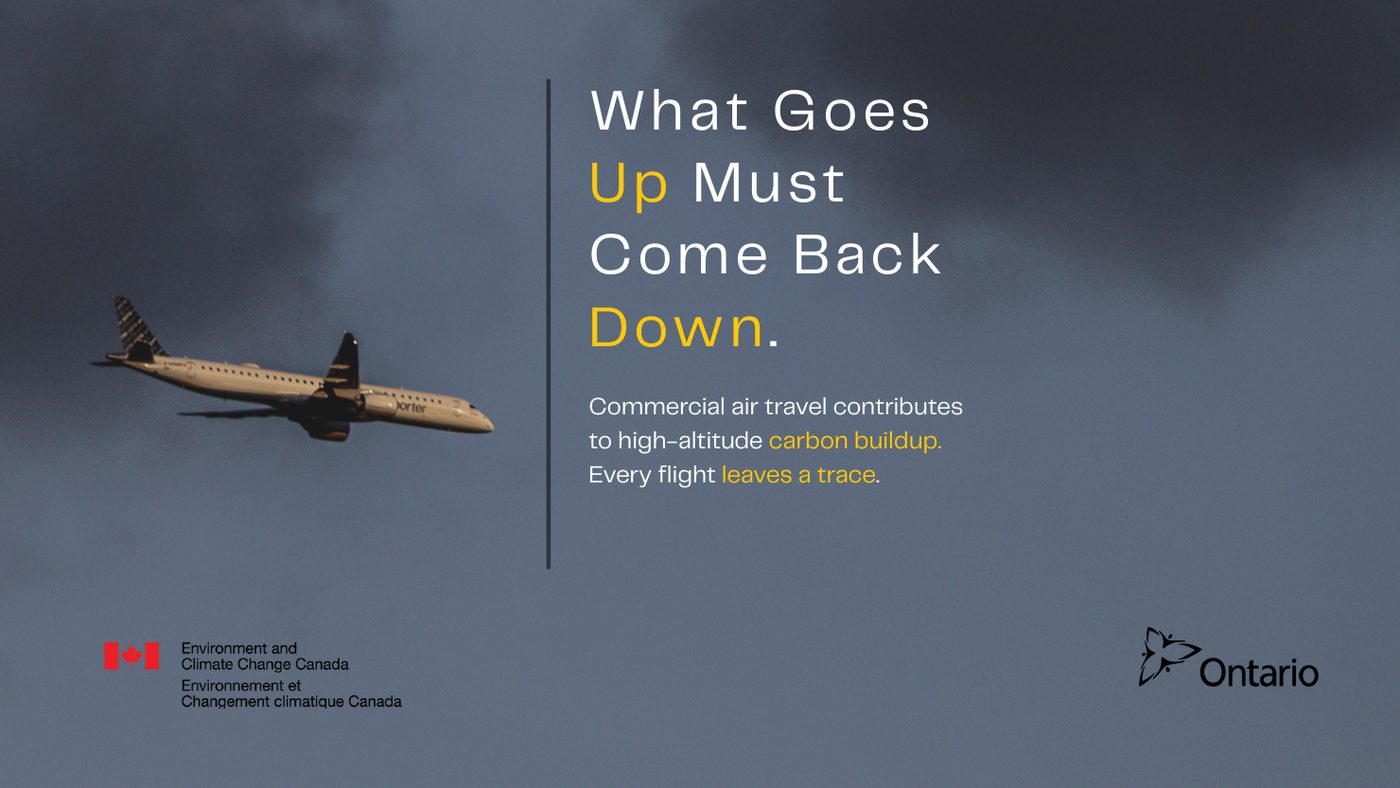 What Goes
Up Must
Come Back
Down.
Commercial air travel contributes
to high-altitude carbon buildup.
Every flight leaves a trace.
porter
Environment and
Climate Change Canada
Environnement et
Changement climatique Canada
Ontario